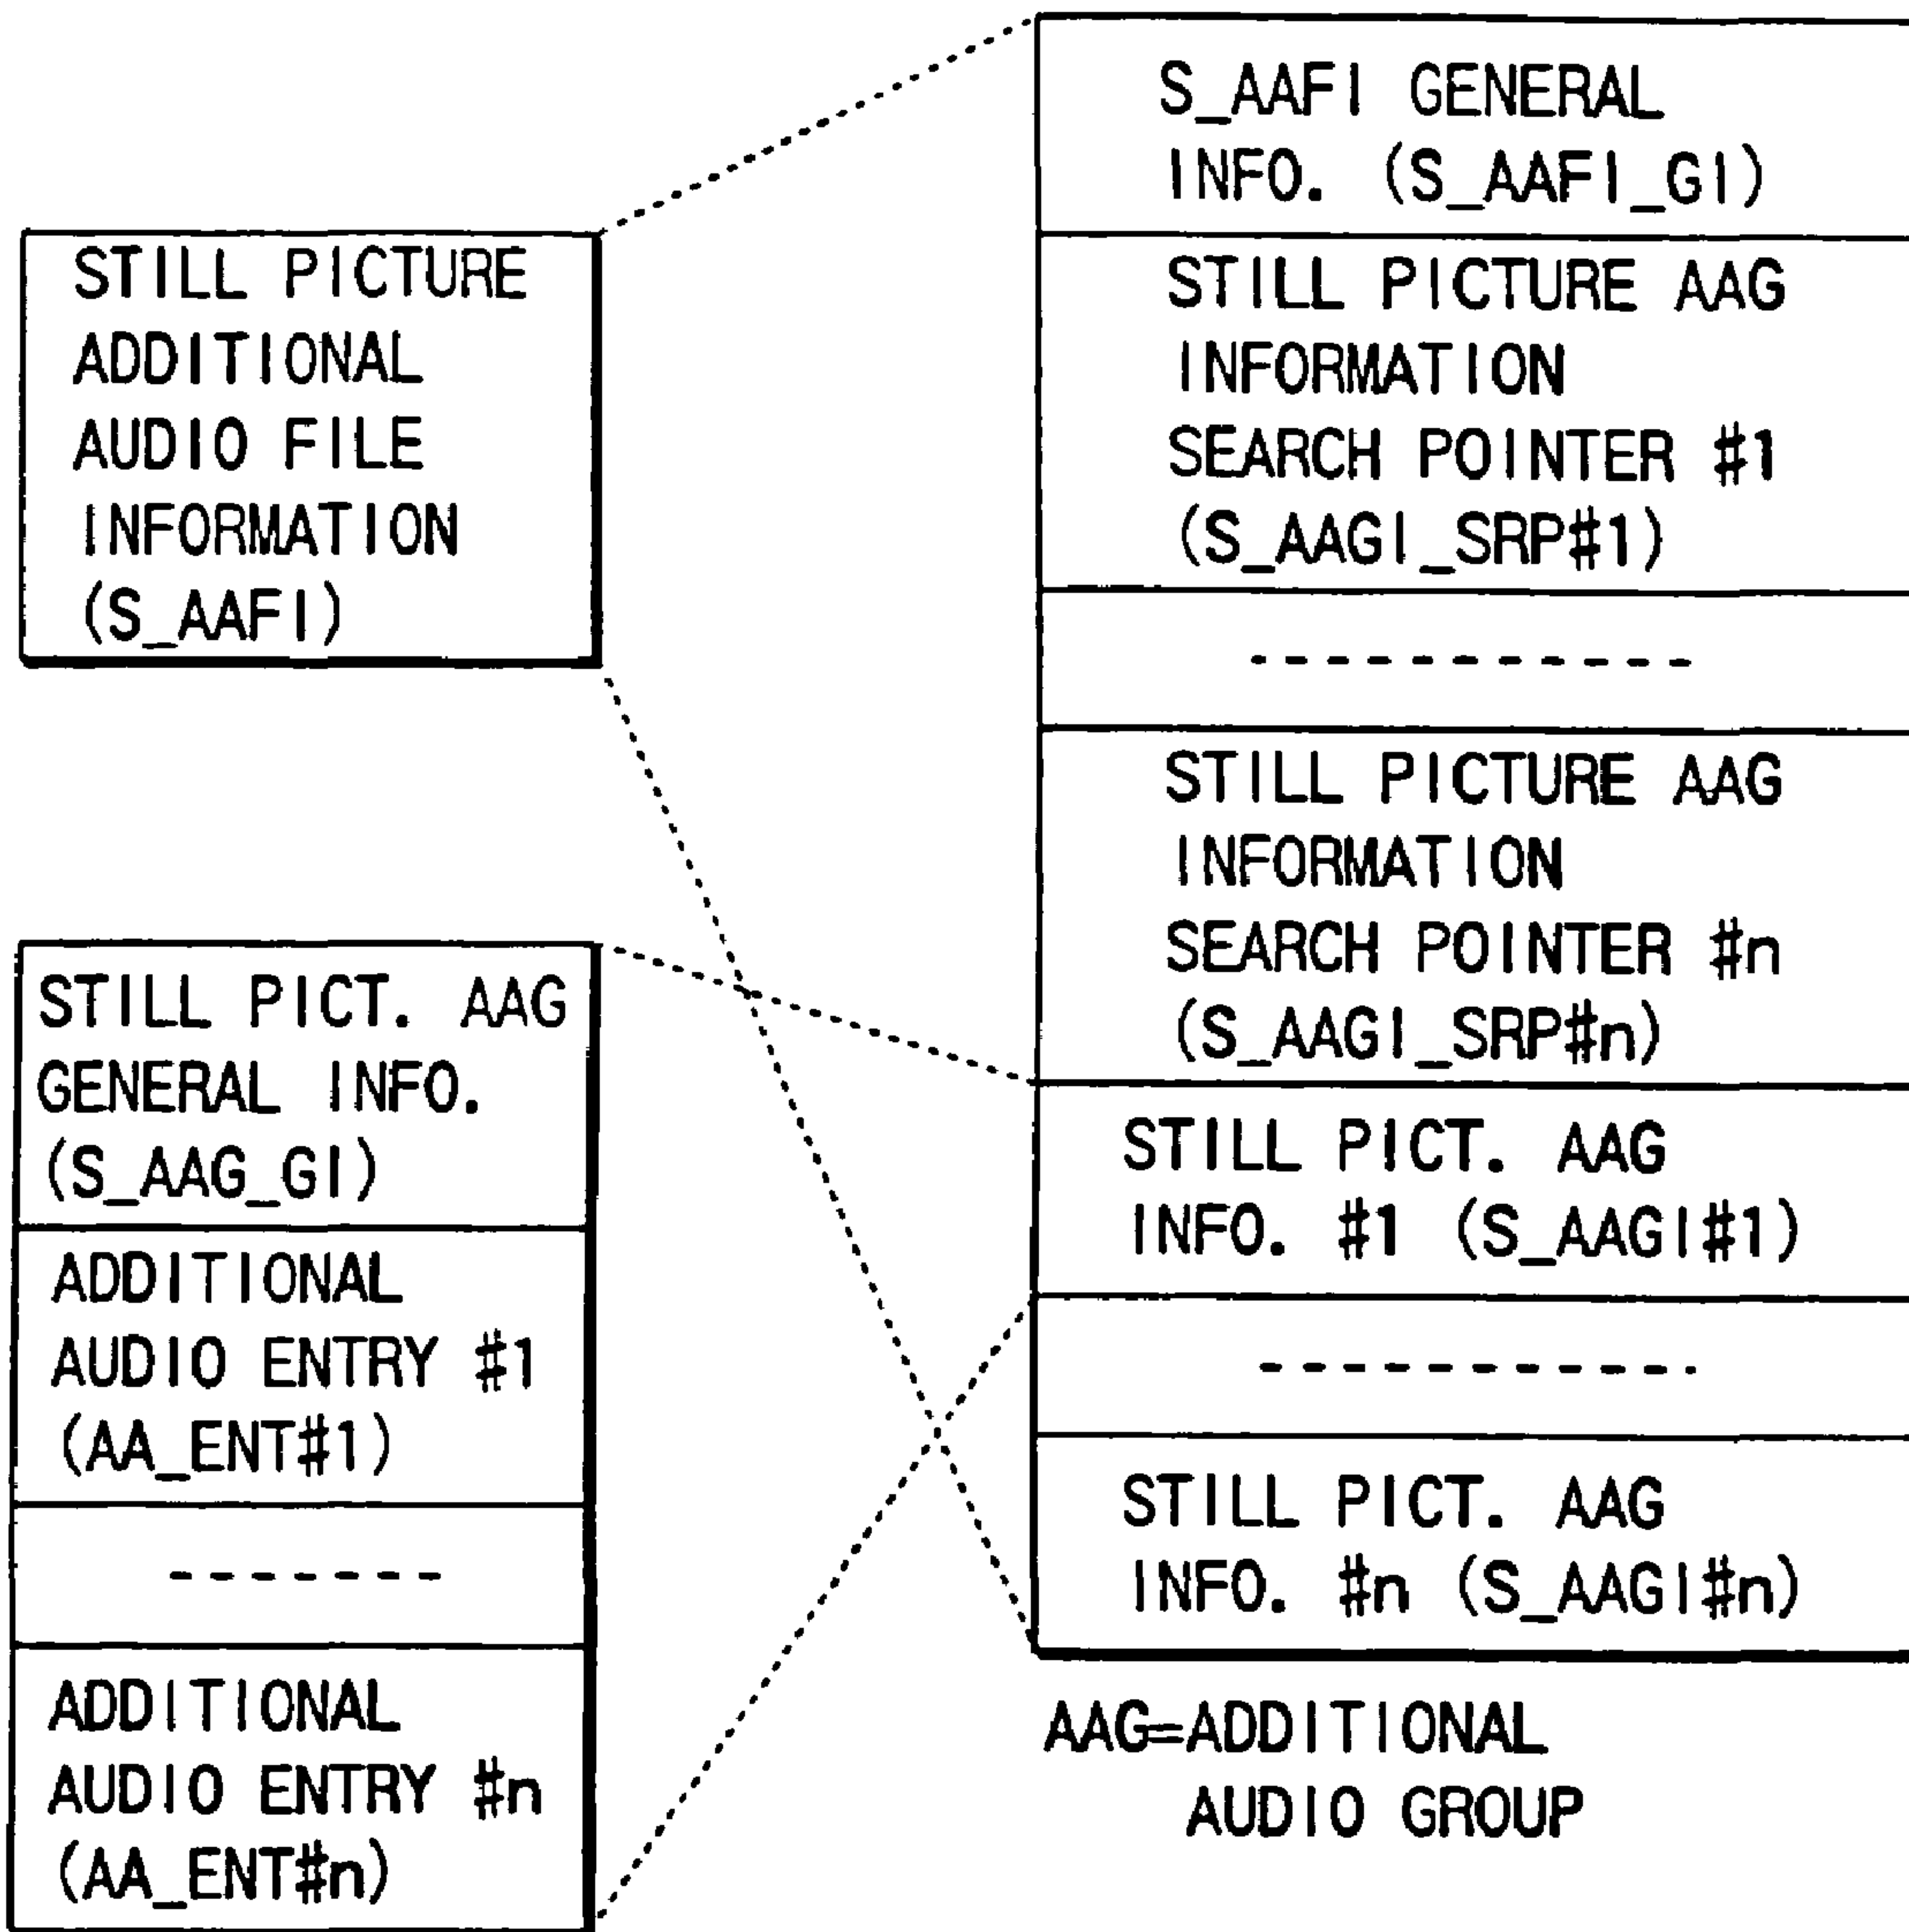 STILL PICTURE
ADDITIONAL
AUDIO FILE
INFORMATION
(S_AAFI)
S_AAFI GENERAL
INFO. (S_AAFI_GI)
STILL PICTURE AAG
INFORMATION
SEARCH POINTER #1
(S_AAGI_SRP#1)
STILL PICTURE AAG
INFORMATION
SEARCH POINTER #n
(S_AAGI_SRP#n)
STILL PICT. AAG
INFO. #1 (S_AAGI#1)
STILL PICT. AAG
INFO. #n (S_AAGI#n)
STILL PICT. AAG
GENERAL INFO.
(S_AAG_GI)
ADDITIONAL
AUDIO ENTRY #1
(AA_ENT#1)
ADDITIONAL
AUDIO ENTRY #n
(AA_ENT#n)
AAG=ADDITIONAL
AUDIO GROUP